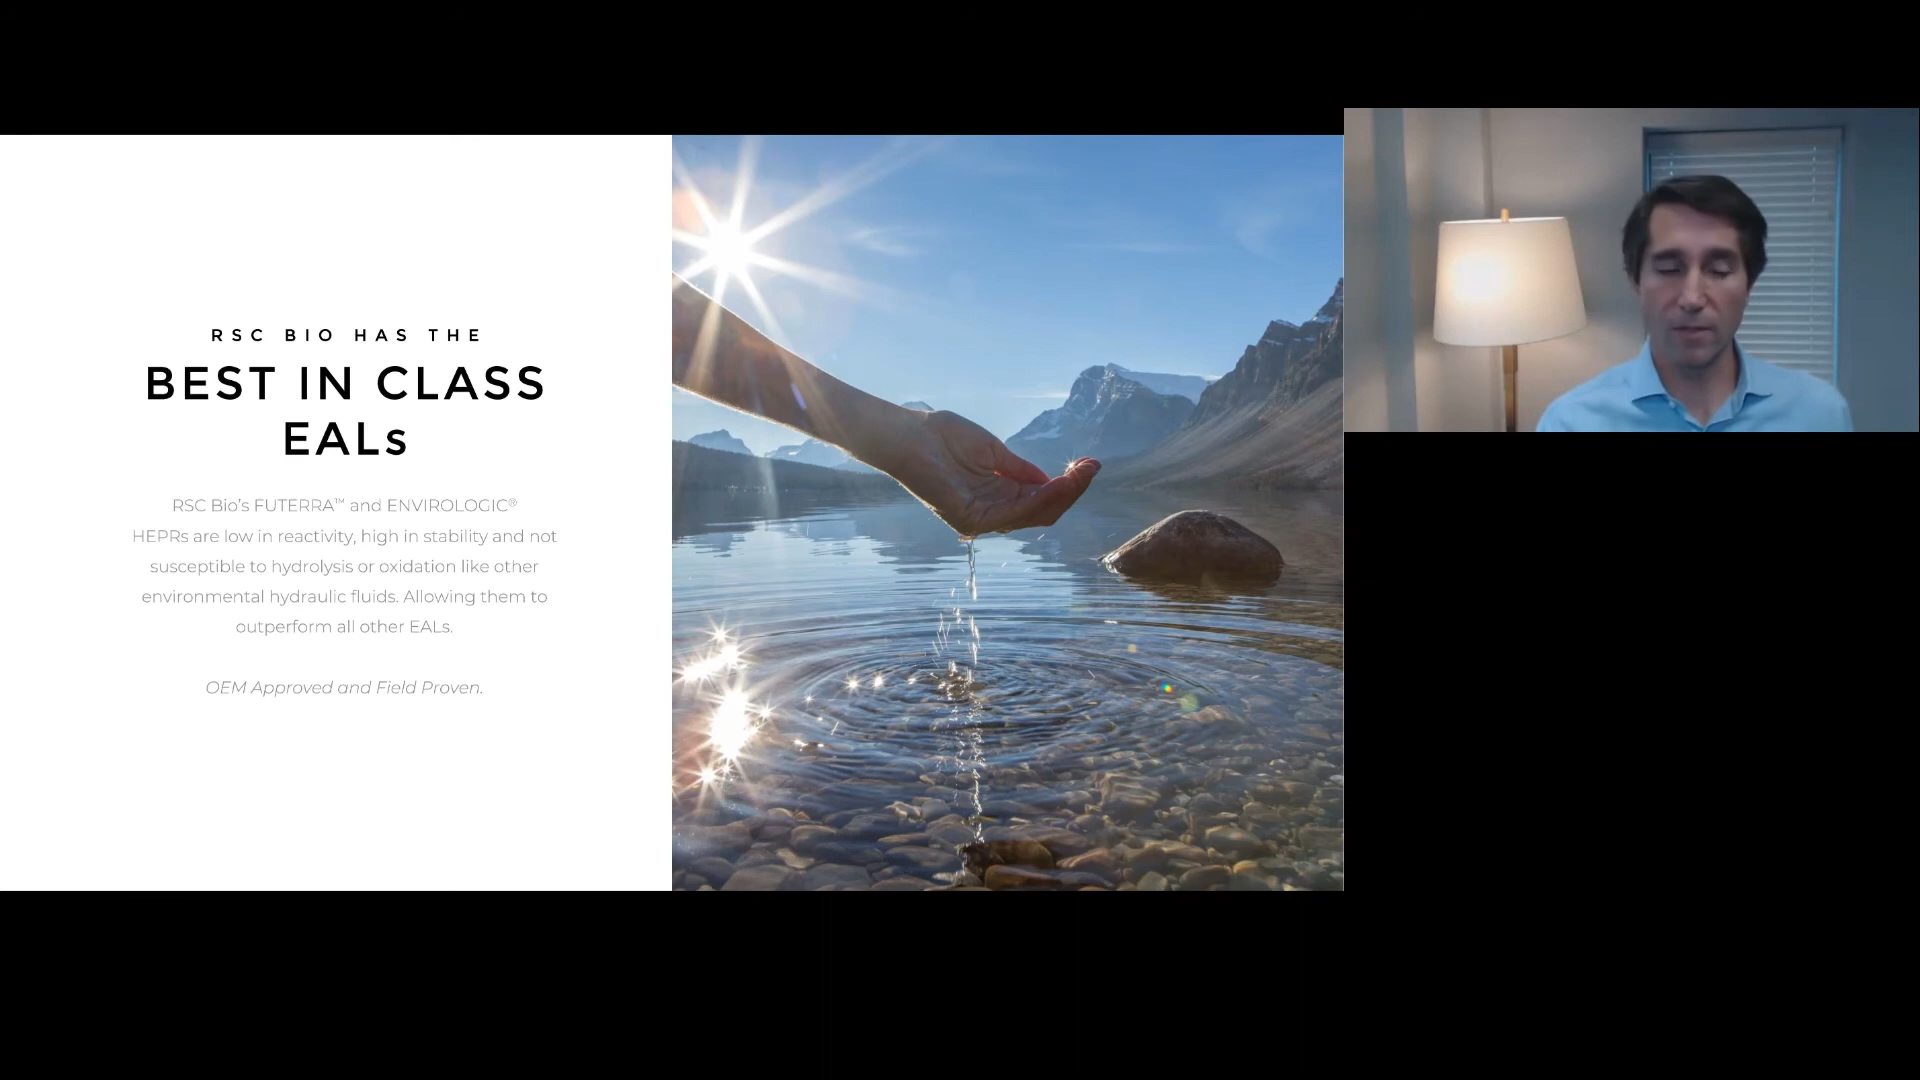 RSC BIO HAS THE
BEST IN CLASS
EALs
RSC Bio's FUTERRA™ and ENVIROLOGIC®
HEPRs are low in reactivity, high in stability and not
susceptible to hydrolysis or oxidation like other
environmental hydraulic fluids. Allowing them to
outperform all other EALs.
OEM Approved and Field Proven.